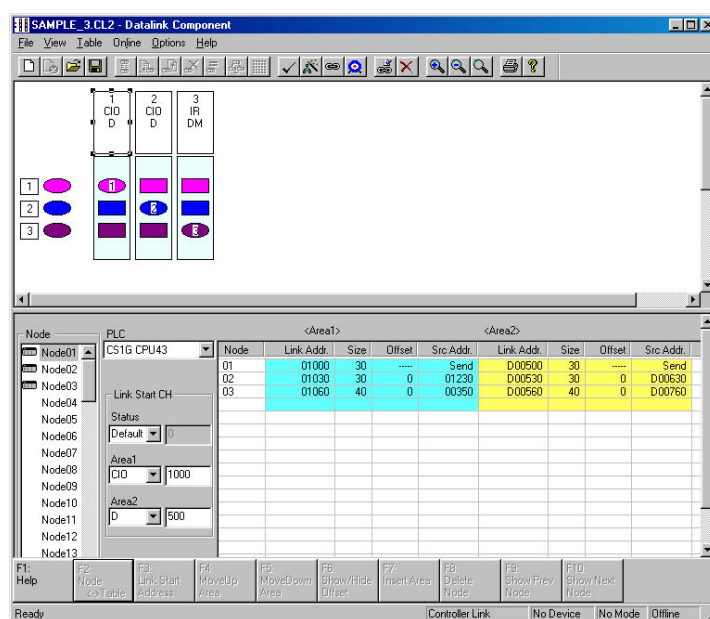 SAMPLE_3.CL2 - Datalink Component
File View Table Online Options Help
1 2 3
CIO CIO IR
D D DM
1 1
2 2
3 3
Node PLC <Area1> <Area2>
CS1G CPU43
Node Link Addr. Size Offset Src Addr. Link Addr. Size Offset Src Addr.
01 01000 30 ----- Send D00500 30 ----- Send
02 01030 30 0 01230 D00530 30 0 D00630
03 01060 40 0 00350 D00560 40 0 D00760
Node01
Node02
Node03
Node04
Node05
Node06
Node07
Node08
Node09
Node10
Node11
Node12
Node13
Link Start CH
Status
Default 0
Area1
CIO 1000
Area2
D 500
F1: Help
F2: Node <->Table
F3: Link Start Address
F4: MoveUp Area
F5: MoveDown Area
F6: Show/Hide Offset
F7: Insert Area
F8: Delete Node
F9: Show Prev Node
F10: Show Next Node
Ready Controller Link No Device No Mode Offline